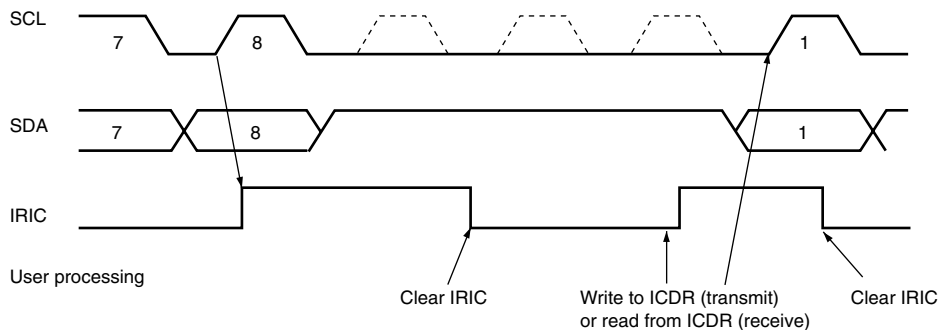 SCL
7 8 1
SDA
7 8 1
IRIC
User processing
Clear IRIC
Write to ICDR (transmit)
or read from ICDR (receive)
Clear IRIC